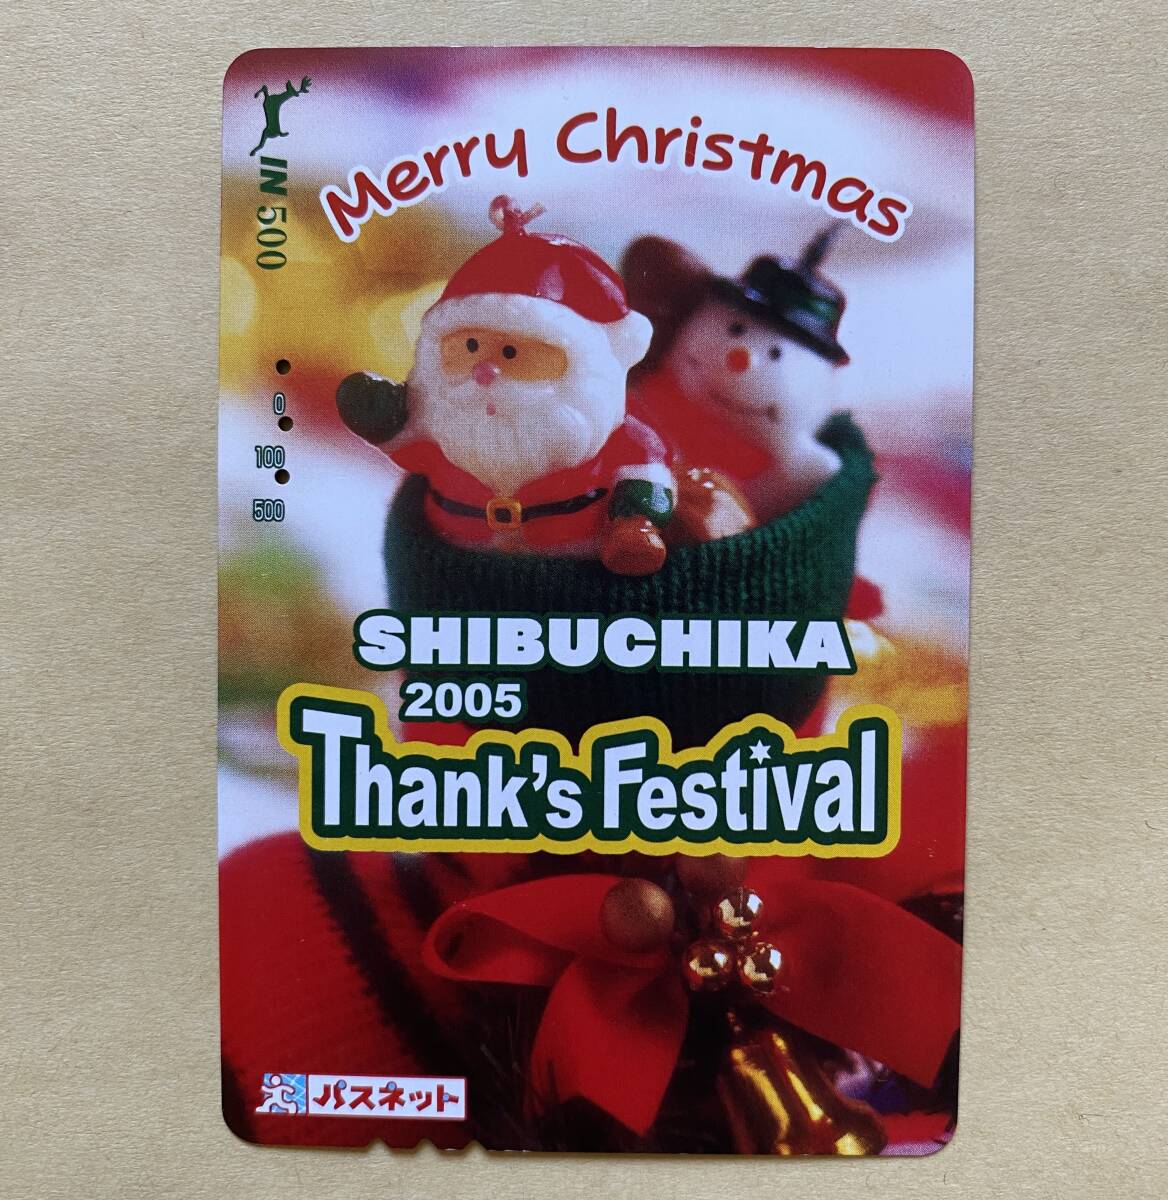 Merry Christmas
IN 500
0
100
500
SHIBUCHIKA
2005
Thank's Festival
パスネット